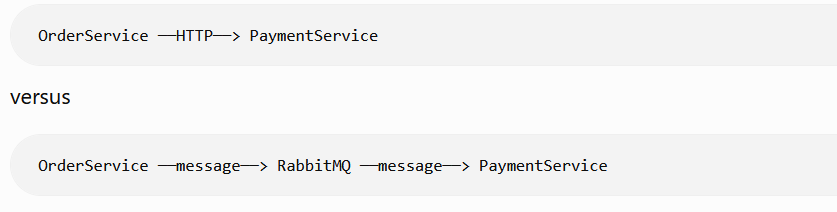 OrderService ──HTTP──> PaymentService
versus
OrderService ──message──> RabbitMQ ──message──> PaymentService